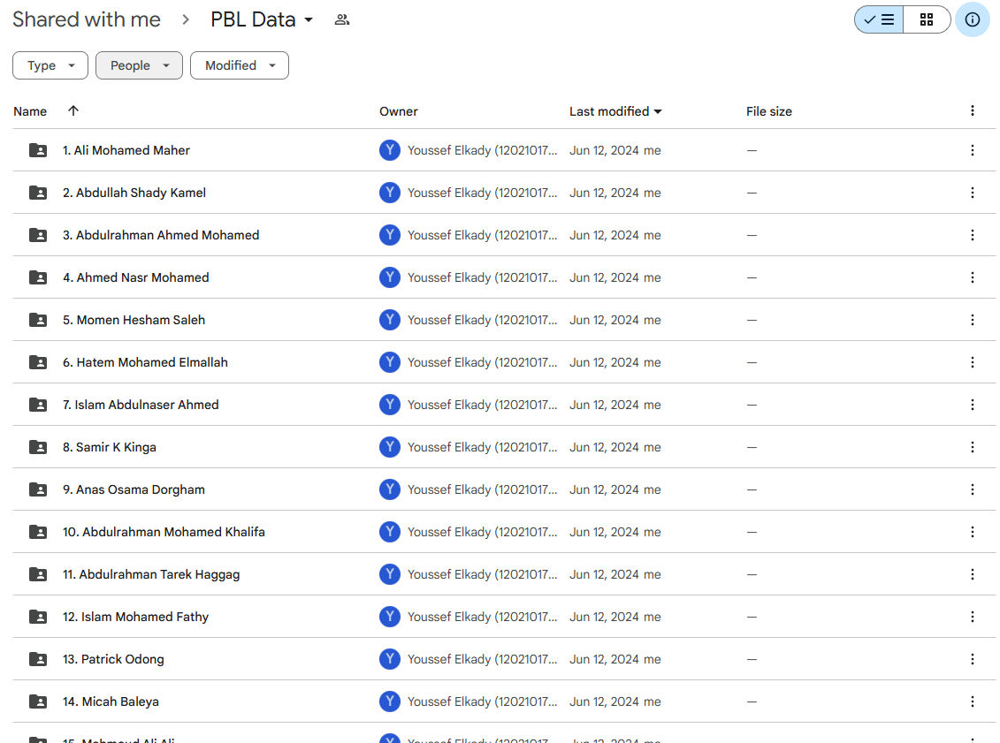 Shared with me > PBL Data
Type People Modified
Name Owner Last modified File size
1. Ali Mohamed Maher Y Youssef Elkady (12021017... Jun 12, 2024 me —
2. Abdullah Shady Kamel Y Youssef Elkady (12021017... Jun 12, 2024 me —
3. Abdulrahman Ahmed Mohamed Y Youssef Elkady (12021017... Jun 12, 2024 me —
4. Ahmed Nasr Mohamed Y Youssef Elkady (12021017... Jun 12, 2024 me —
5. Momen Hesham Saleh Y Youssef Elkady (12021017... Jun 12, 2024 me —
6. Hatem Mohamed Elmallah Y Youssef Elkady (12021017... Jun 12, 2024 me —
7. Islam Abdulnaser Ahmed Y Youssef Elkady (12021017... Jun 12, 2024 me —
8. Samir K Kinga Y Youssef Elkady (12021017... Jun 12, 2024 me —
9. Anas Osama Dorgham Y Youssef Elkady (12021017... Jun 12, 2024 me —
10. Abdulrahman Mohamed Khalifa Y Youssef Elkady (12021017... Jun 12, 2024 me —
11. Abdulrahman Tarek Haggag Y Youssef Elkady (12021017... Jun 12, 2024 me —
12. Islam Mohamed Fathy Y Youssef Elkady (12021017... Jun 12, 2024 me —
13. Patrick Odong Y Youssef Elkady (12021017... Jun 12, 2024 me —
14. Micah Baleya Y Youssef Elkady (12021017... Jun 12, 2024 me —
15. Mahmoud Ali Ali Y Youssef Elkady (12021017... Jun 12, 2024 me